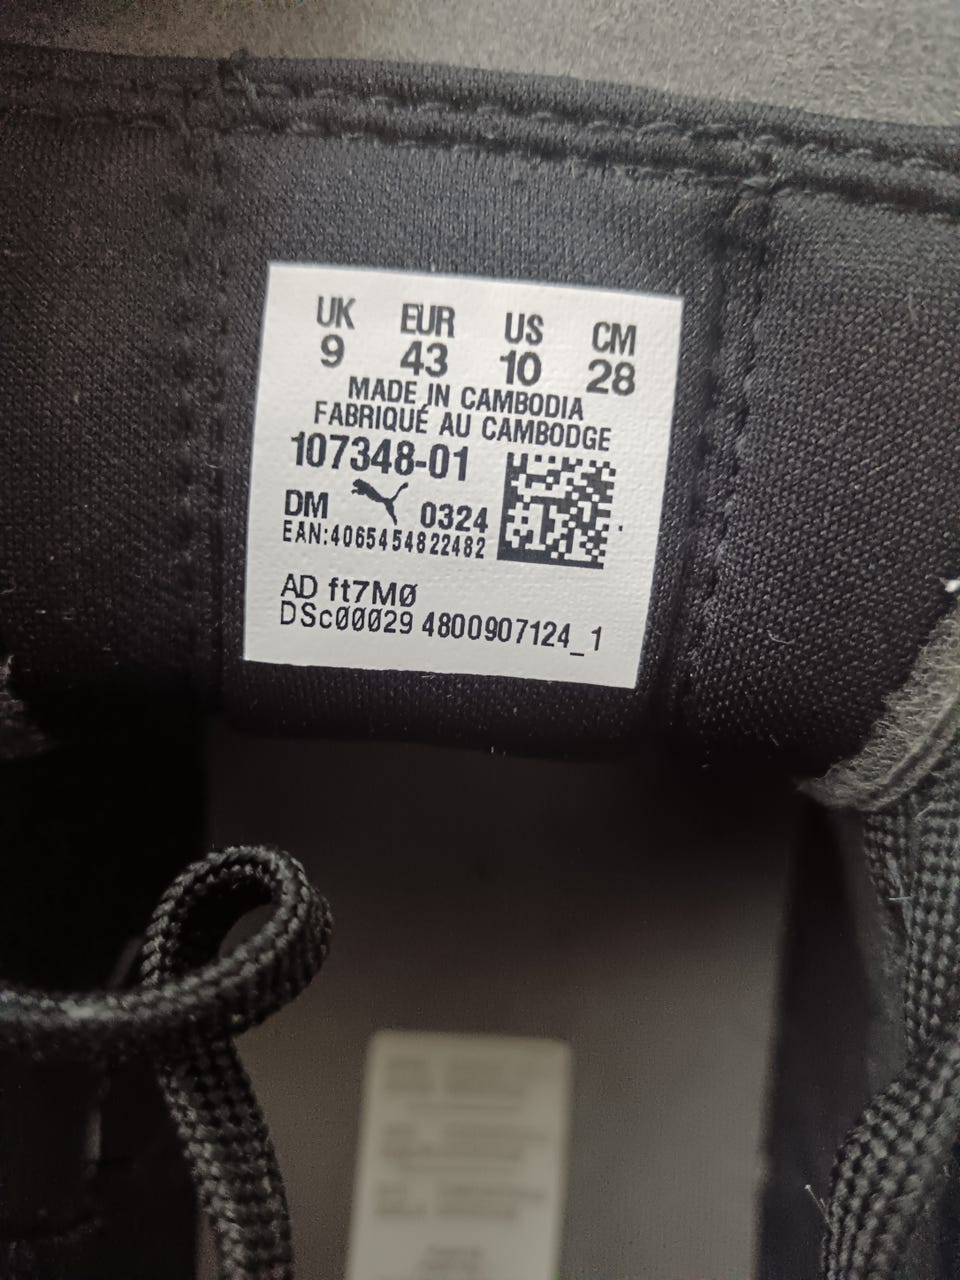 UK EUR US CM
9 43 10 28
MADE IN CAMBODIA
FABRIQUÉ AU CAMBODGE
107348-01
DM 0324
EAN:4065454822482
AD ft7MØ
DScØØØ29 4800907124_1